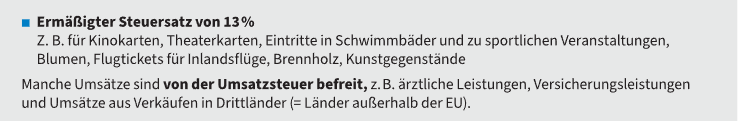 Ermäßigter Steuersatz von 13 %
Z. B. für Kinokarten, Theaterkarten, Eintritte in Schwimmbäder und zu sportlichen Veranstaltungen,
Blumen, Flugtickets für Inlandsflüge, Brennholz, Kunstgegenstände
Manche Umsätze sind von der Umsatzsteuer befreit, z. B. ärztliche Leistungen, Versicherungsleistungen
und Umsätze aus Verkäufen in Drittländer (= Länder außerhalb der EU).